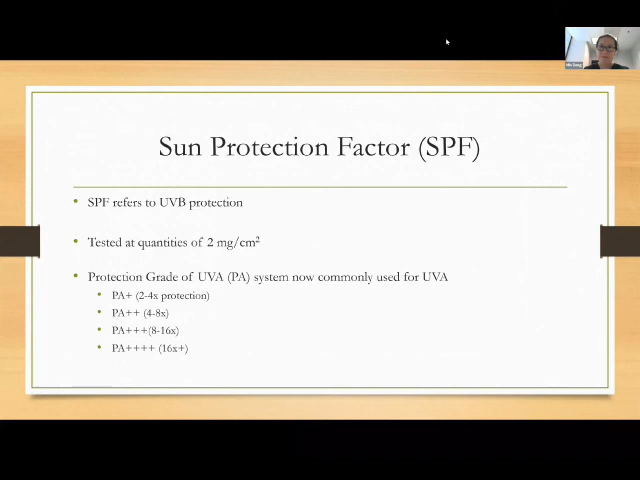 Sun Protection Factor (SPF)
• SPF refers to UVB protection
• Tested at quantities of 2 mg/cm²
• Protection Grade of UVA (PA) system now commonly used for UVA
• PA+ (2-4x protection)
• PA++ (4-8x)
• PA+++(8-16x)
• PA++++ (16x+)